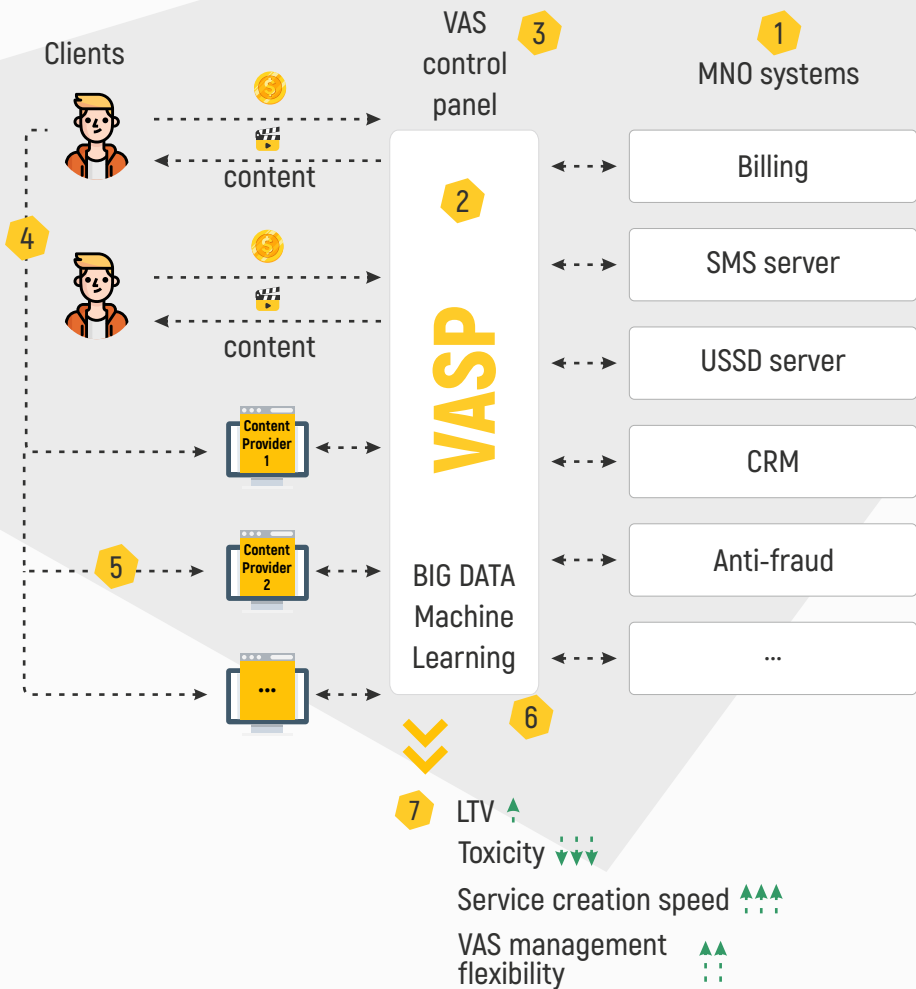 Clients
VAS
control
panel
3
1
MNO systems
content
2
Billing
4
SMS server
content
VASP
USSD server
Content
Provider
1
CRM
5
Content
Provider
2
BIG DATA
Machine
Learning
Anti-fraud
...
...
6
7
LTV
Toxicity
Service creation speed
VAS management
flexibility